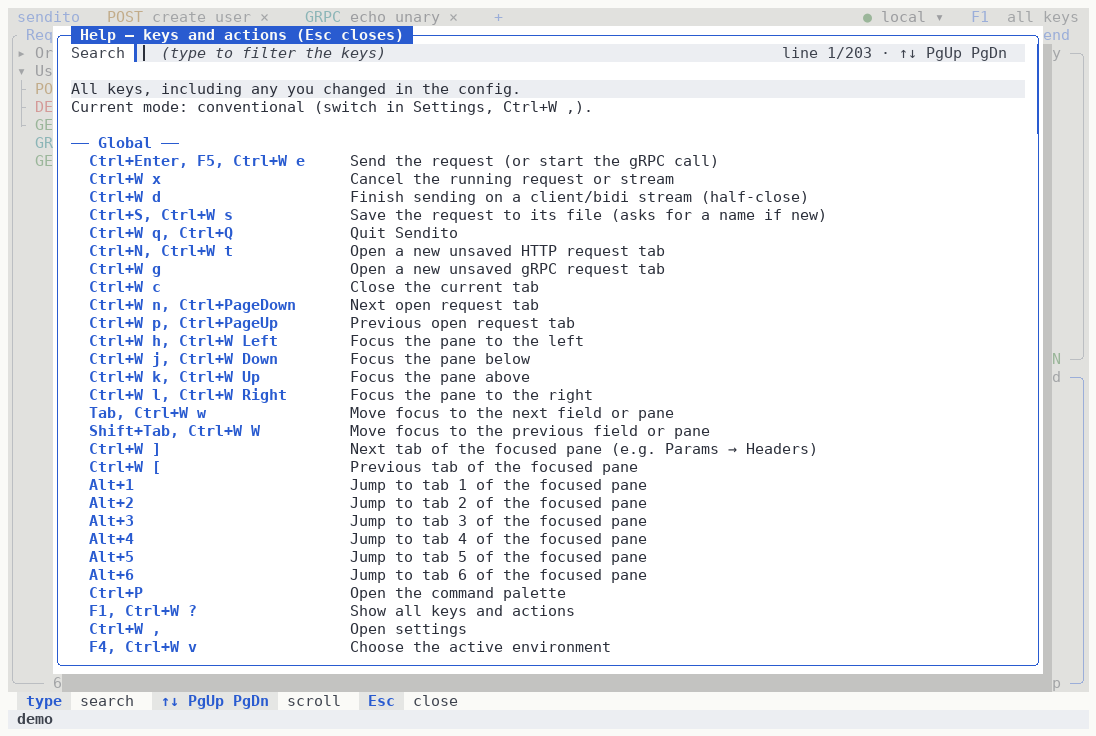 sendito POST create user × GRPC echo unary × + ● local ▾ F1 all keys
Req Help — keys and actions (Esc closes) end
▸ Or Search (type to filter the keys) line 1/203 · ↑↓ PgUp PgDn y
▾ Us
PO All keys, including any you changed in the config.
DE Current mode: conventional (switch in Settings, Ctrl+W ,).
GE
GR ── Global ──
GE Ctrl+Enter, F5, Ctrl+W e Send the request (or start the gRPC call)
Ctrl+W x Cancel the running request or stream
Ctrl+W d Finish sending on a client/bidi stream (half-close)
Ctrl+S, Ctrl+W s Save the request to its file (asks for a name if new)
Ctrl+W q, Ctrl+Q Quit Sendito
Ctrl+N, Ctrl+W t Open a new unsaved HTTP request tab
Ctrl+W g Open a new unsaved gRPC request tab
Ctrl+W c Close the current tab
Ctrl+W n, Ctrl+PageDown Next open request tab
Ctrl+W p, Ctrl+PageUp Previous open request tab
Ctrl+W h, Ctrl+W Left Focus the pane to the left
Ctrl+W j, Ctrl+W Down Focus the pane below N
Ctrl+W k, Ctrl+W Up Focus the pane above d
Ctrl+W l, Ctrl+W Right Focus the pane to the right
Tab, Ctrl+W w Move focus to the next field or pane
Shift+Tab, Ctrl+W W Move focus to the previous field or pane
Ctrl+W ] Next tab of the focused pane (e.g. Params → Headers)
Ctrl+W [ Previous tab of the focused pane
Alt+1 Jump to tab 1 of the focused pane
Alt+2 Jump to tab 2 of the focused pane
Alt+3 Jump to tab 3 of the focused pane
Alt+4 Jump to tab 4 of the focused pane
Alt+5 Jump to tab 5 of the focused pane
Alt+6 Jump to tab 6 of the focused pane
Ctrl+P Open the command palette
F1, Ctrl+W ? Show all keys and actions
Ctrl+W , Open settings
F4, Ctrl+W v Choose the active environment
6 p
type search ↑↓ PgUp PgDn scroll Esc close
demo